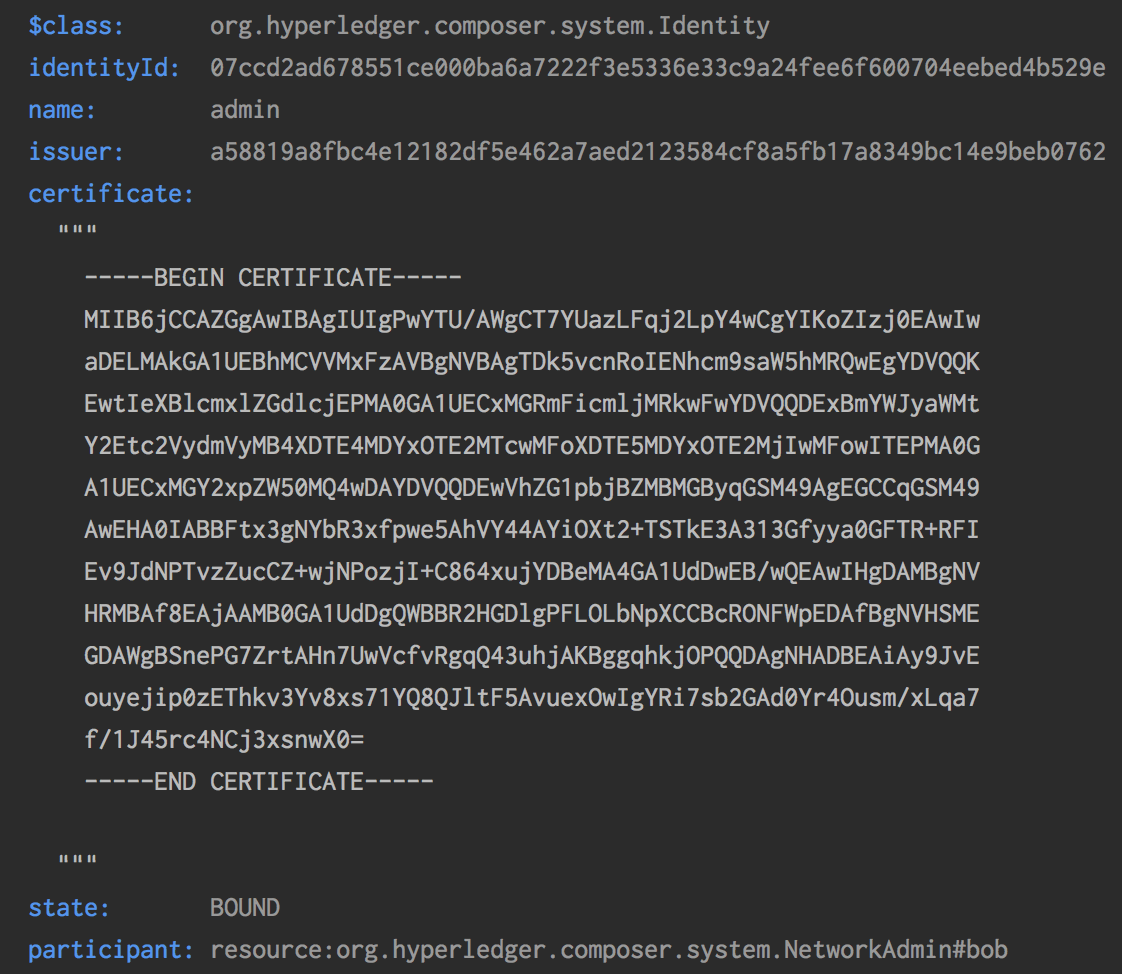 $class: org.hyperledger.composer.system.Identity
identityId: 07ccd2ad678551ce000ba6a7222f3e5336e33c9a24fee6f600704eebed4b529e
name: admin
issuer: a58819a8fbc4e12182df5e462a7aed2123584cf8a5fb17a8349bc14e9beb0762
certificate:
"""
-----BEGIN CERTIFICATE-----
MIIB6jCCAZGgAwIBAgIUIgPwYTU/AWgCT7YUazLFqj2LpY4wCgYIKoZIzj0EAwIw
aDELMAkGA1UEBhMCVVMxFzAVBgNVBAgTDk5vcnRoIENhcm9saW5hMRQwEgYDVQQK
EwtIeXBlcmxlZGdlcjEPMA0GA1UECxMGRmFicmljMRkwFwYDVQQDExBmYWJyaWMt
Y2Etc2VydmVyMB4XDTE4MDYxOTE2MTcwMFoXDTE5MDYxOTE2MjIwMFowITEPMA0G
A1UECxMGY2xpZW50MQ4wDAYDVQQDEwVhZG1pbjBZMBMGByqGSM49AgEGCCqGSM49
AwEHA0IABBFtx3gNYbR3xfpwe5AhVY44AYiOXt2+TSTkE3A313Gfyya0GFTR+RFI
Ev9JdNPTvzZucCZ+wjNPozjI+C864xujYDBeMA4GA1UdDwEB/wQEAwIHgDAMBgNV
HRMBAf8EAjAAMB0GA1UdDgQWBBR2HGDlgPFLOLbNpXCCBcRONFWpEDAfBgNVHSME
GDAWgBSnePG7ZrtAHn7UwVcfvRgqQ43uhjAKBggqhkjOPQQDAgNHADBEAiAy9JvE
ouyejip0zEThkv3Yv8xs71YQ8QJltF5AvuexOwIgYRi7sb2GAd0Yr4Ousm/xLqa7
f/1J45rc4NCj3xsnwX0=
-----END CERTIFICATE-----
"""
state: BOUND
participant: resource:org.hyperledger.composer.system.NetworkAdmin#bob